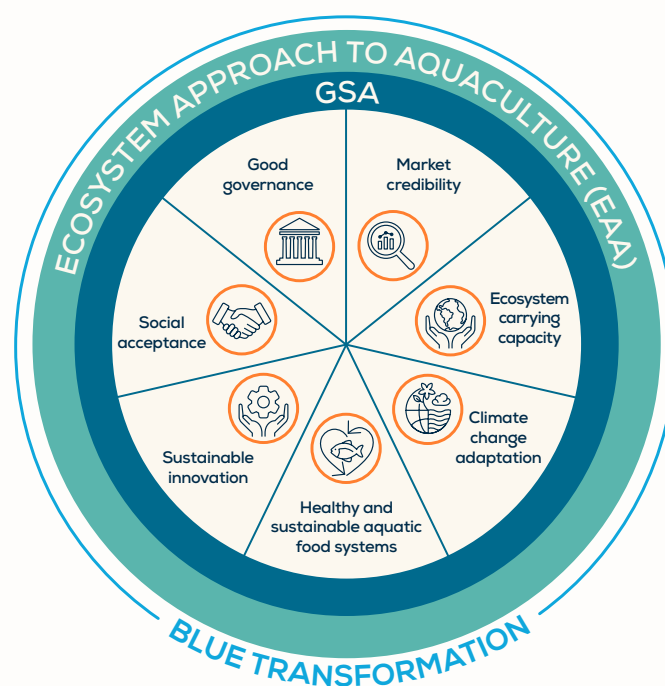 ECOSYSTEM APPROACH TO AQUACULTURE (EAA)
GSA
Good
governance
Market
credibility
Ecosystem
carrying
capacity
Climate
change
adaptation
Healthy and
sustainable aquatic
food systems
Sustainable
innovation
Social
acceptance
BLUE TRANSFORMATION